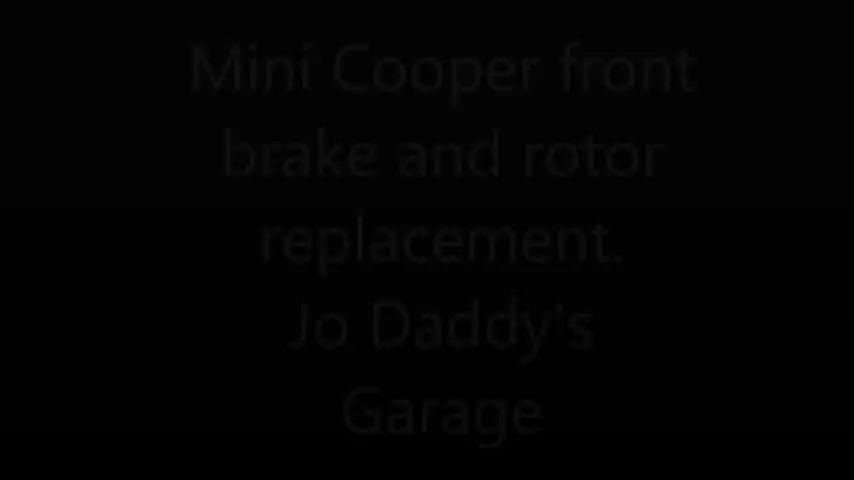 Mini Cooper front
brake and rotor
replacement.
Jo Daddy's
Garage